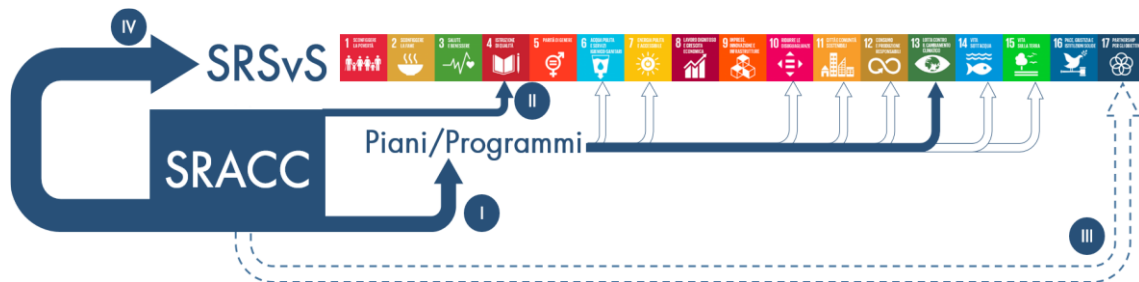 IV
SRSvS
1 SCONFIGGERE
LA POVERTÀ
2 SCONFIGGERE
LA FAME
3 SALUTE
E BENESSERE
4 ISTRUZIONE
DI QUALITÀ
5 PARITÀ DI GENERE
6 ACQUA PULITA
E SERVIZI
IGIENICO-SANITARI
7 ENERGIA PULITA
E ACCESSIBILE
8 LAVORO DIGNITOSO
E CRESCITA
ECONOMICA
9 IMPRESE,
INNOVAZIONE E
INFRASTRUTTURE
10 RIDURRE LE
DISUGUAGLIANZE
11 CITTÀ E COMUNITÀ
SOSTENIBILI
12 CONSUMO
E PRODUZIONE
RESPONSABILI
13 LOTTA CONTRO
IL CAMBIAMENTO
CLIMATICO
14 VITA
SOTT'ACQUA
15 VITA
SULLA TERRA
16 PACE, GIUSTIZIA E
ISTITUZIONI SOLIDE
17 PARTNERSHIP
PER GLI OBIETTIVI
II
Piani/Programmi
SRACC
I
III